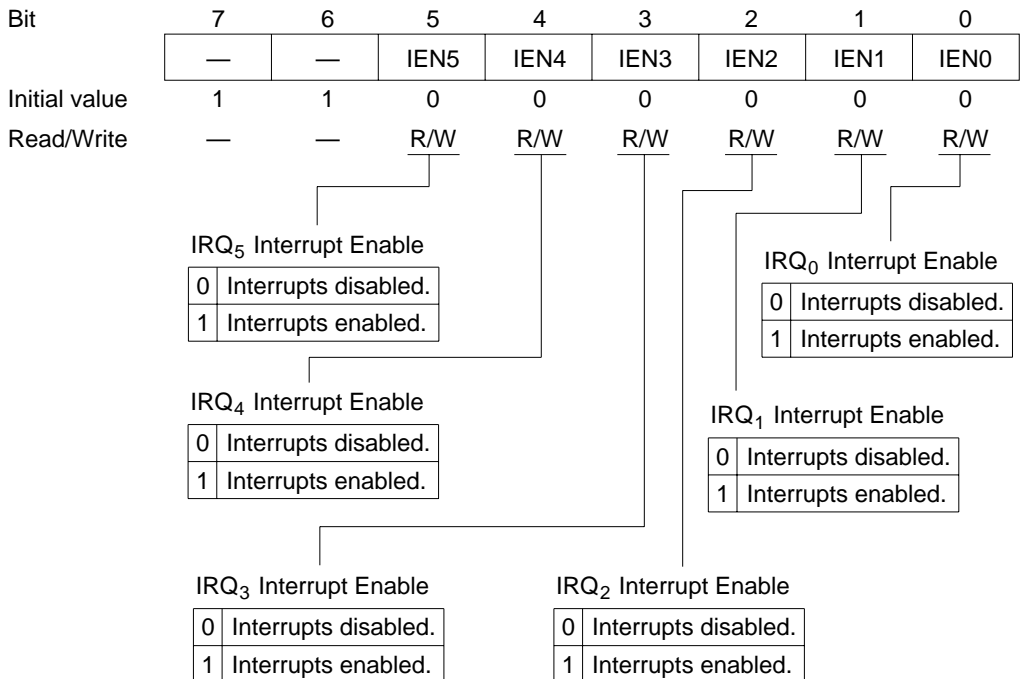 Bit 7 6 5 4 3 2 1 0
— — IEN5 IEN4 IEN3 IEN2 IEN1 IEN0
Initial value 1 1 0 0 0 0 0 0
Read/Write — — R/W R/W R/W R/W R/W R/W
IRQ5 Interrupt Enable
0 Interrupts disabled.
1 Interrupts enabled.
IRQ0 Interrupt Enable
0 Interrupts disabled.
1 Interrupts enabled.
IRQ4 Interrupt Enable
0 Interrupts disabled.
1 Interrupts enabled.
IRQ1 Interrupt Enable
0 Interrupts disabled.
1 Interrupts enabled.
IRQ3 Interrupt Enable
0 Interrupts disabled.
1 Interrupts enabled.
IRQ2 Interrupt Enable
0 Interrupts disabled.
1 Interrupts enabled.